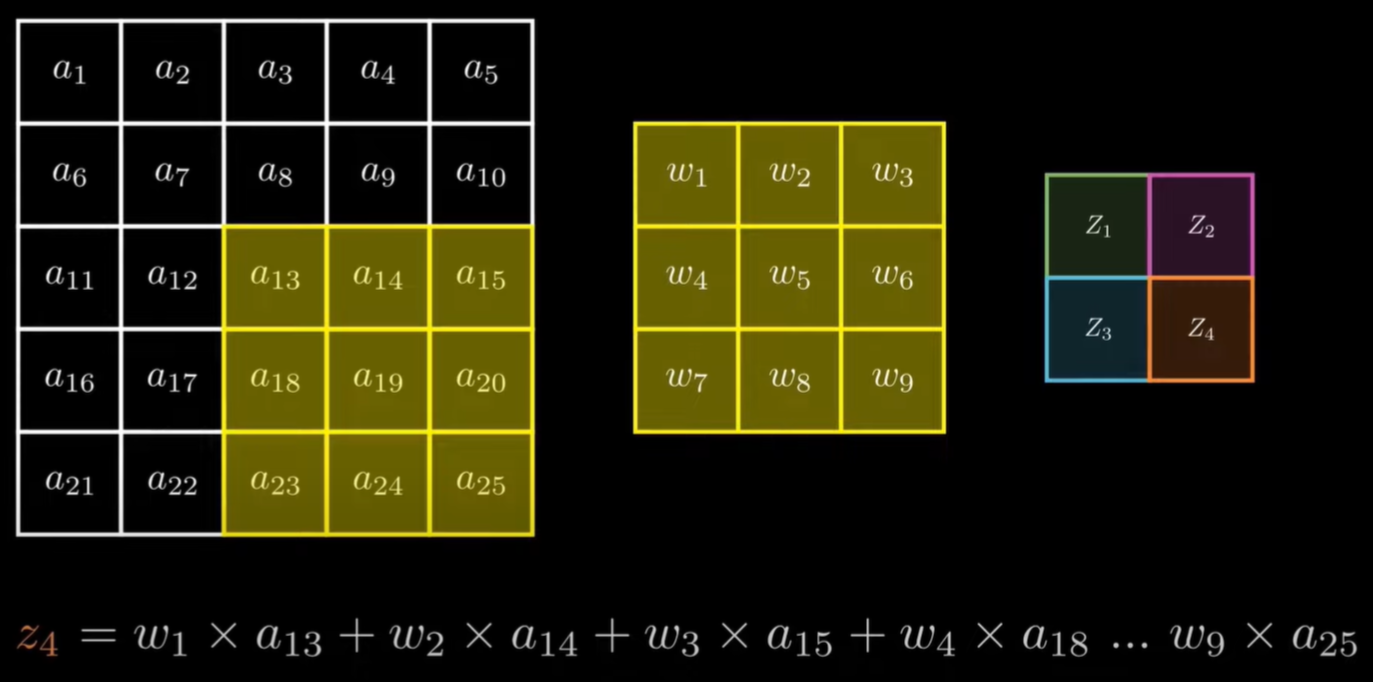 a₁ a₂ a₃ a₄ a₅
a₆ a₇ a₈ a₉ a₁₀
a₁₁ a₁₂ a₁₃ a₁₄ a₁₅
a₁₆ a₁₇ a₁₈ a₁₉ a₂₀
a₂₁ a₂₂ a₂₃ a₂₄ a₂₅
w₁ w₂ w₃
w₄ w₅ w₆
w₇ w₈ w₉
z₁ z₂
z₃ z₄
z₄ = w₁ × a₁₃ + w₂ × a₁₄ + w₃ × a₁₅ + w₄ × a₁₈ ... w₉ × a₂₅